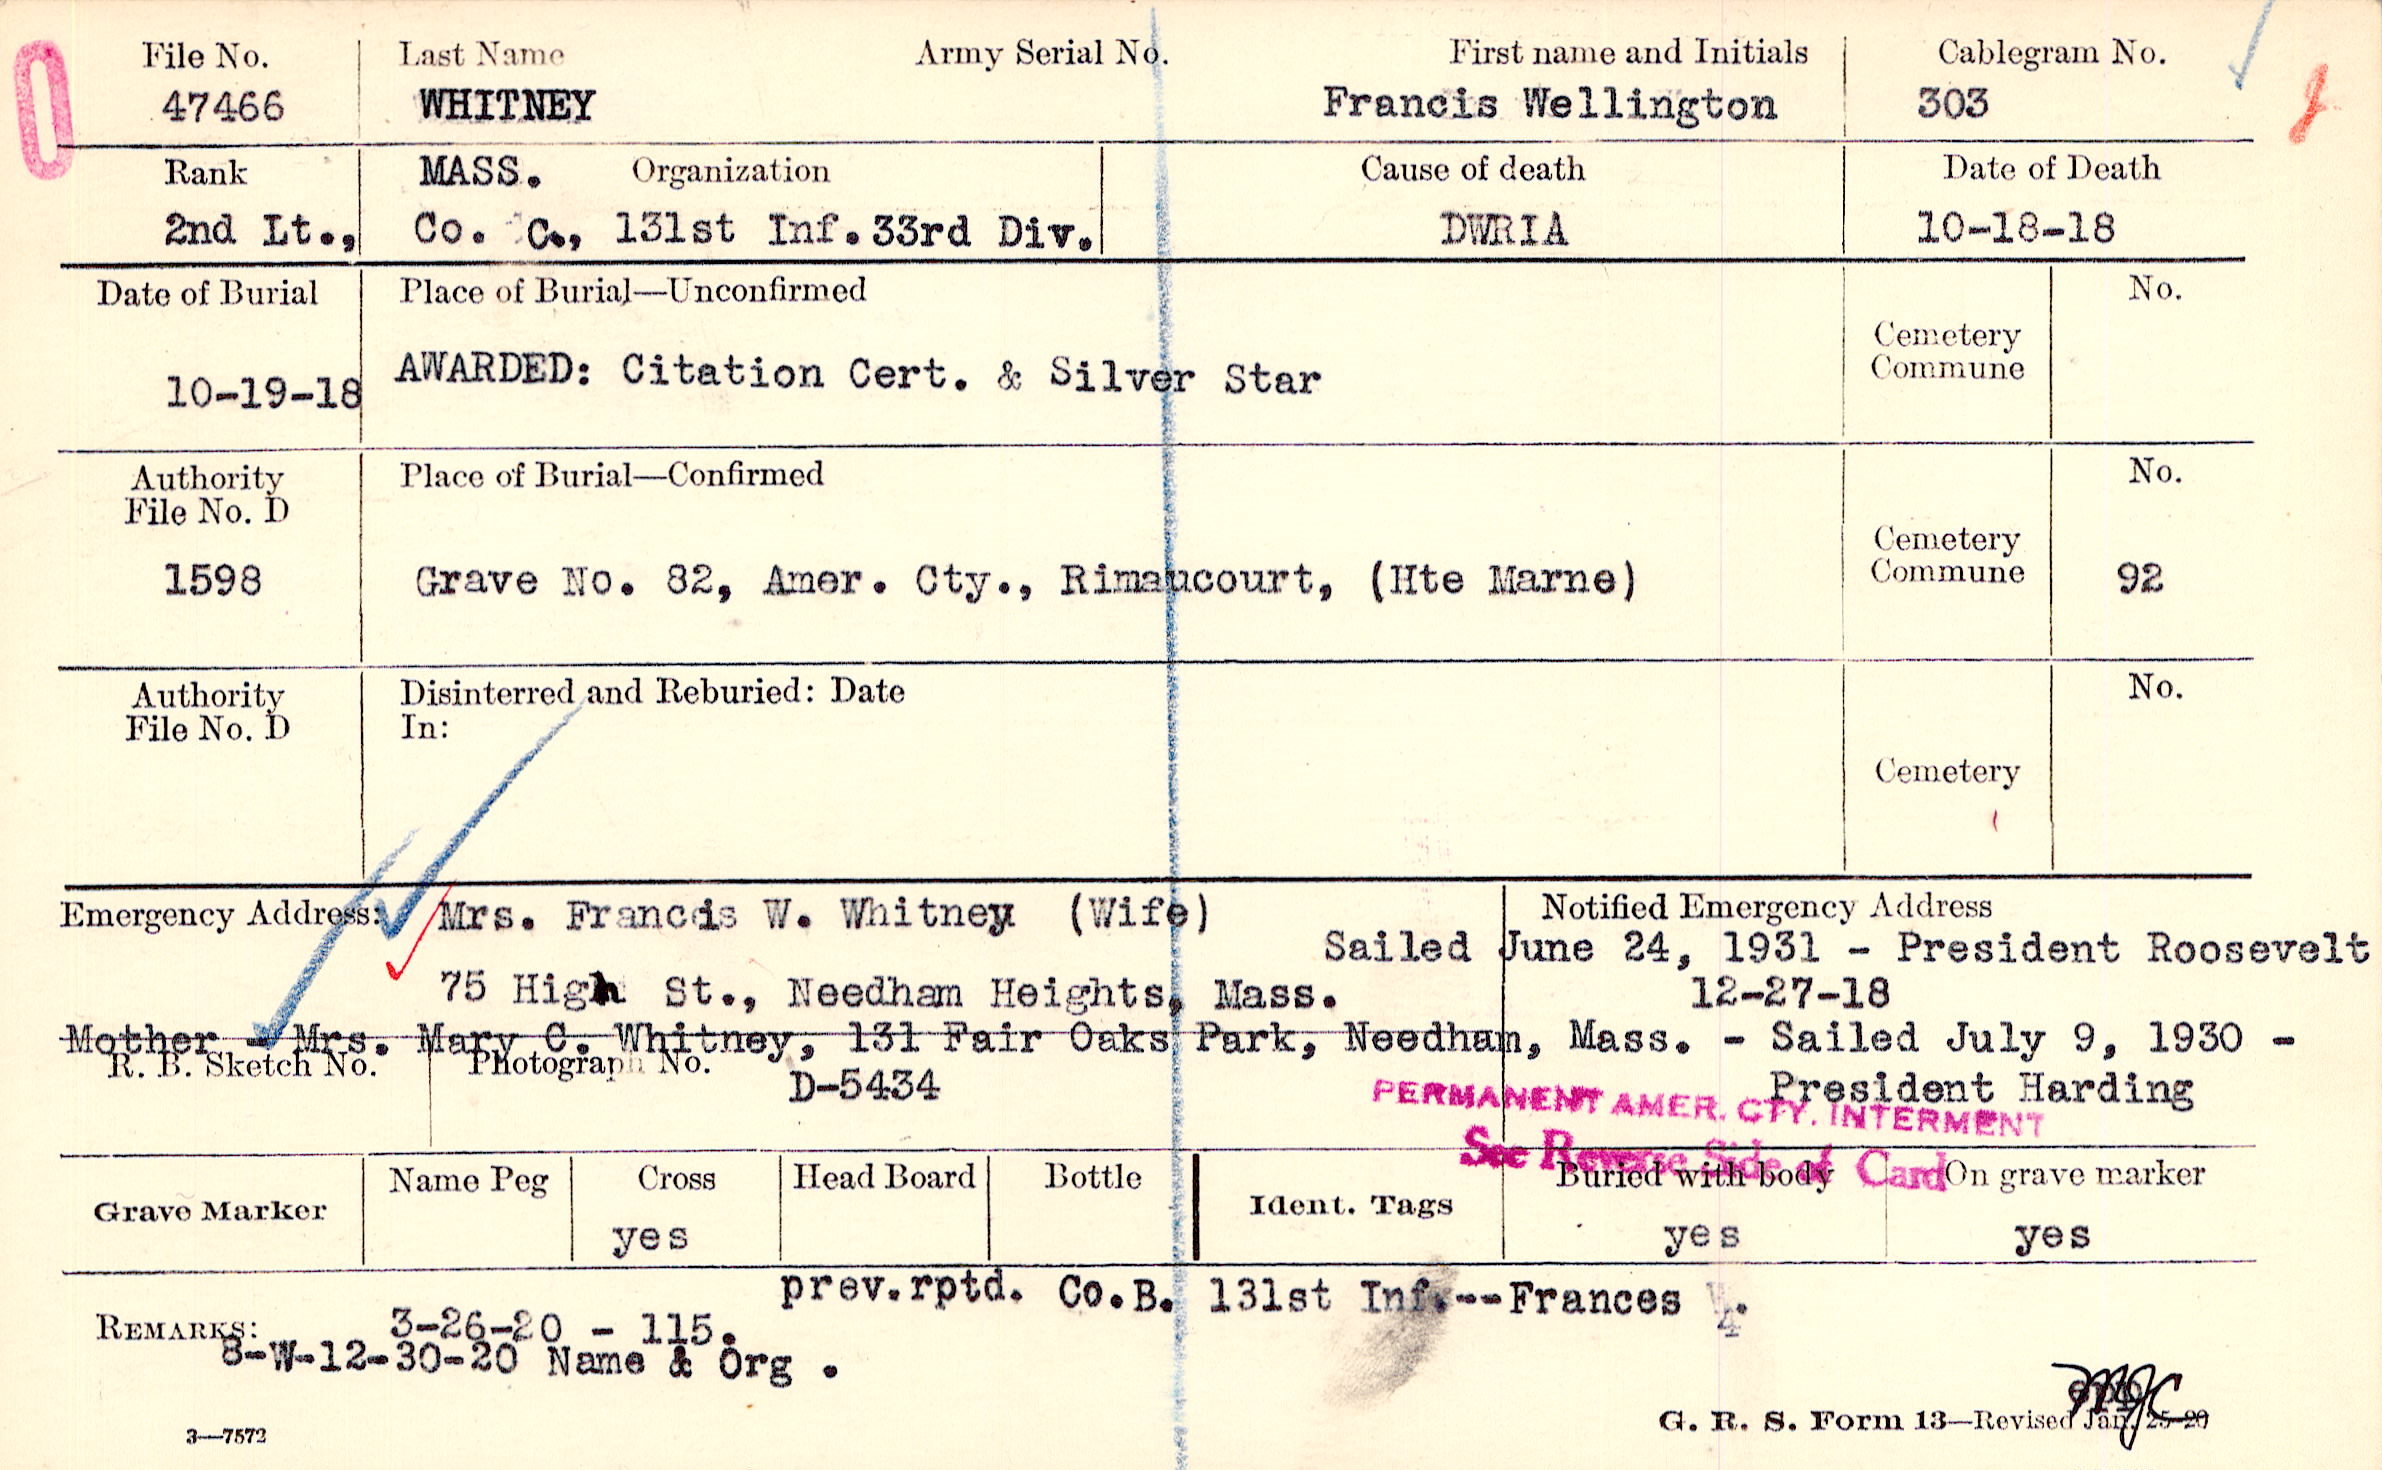 File No. Last Name Army Serial No. First name and Initials Cablegram No.
47466 WHITNEY Francis Wellington 303
Rank MASS. Organization Cause of death Date of Death
2nd Lt., Co. C., 131st Inf. 33rd Div. DWRIA 10-18-18
Date of Burial Place of Burial—Unconfirmed No.
Cemetery
Commune
10-19-18 AWARDED: Citation Cert. & Silver Star
Authority Place of Burial—Confirmed No.
File No. D
Cemetery
Commune
1598 Grave No. 82, Amer. Cty., Rimaucourt, (Hte Marne) 92
Authority Disinterred and Reburied: Date No.
File No. D In:
Cemetery
Emergency Address: Mrs. Francis W. Whitney (Wife) Notified Emergency Address
Sailed June 24, 1931 - President Roosevelt
75 High St., Needham Heights, Mass. 12-27-18
Mother - Mrs. Mary C. Whitney, 131 Fair Oaks Park, Needham, Mass. - Sailed July 9, 1930 -
R. B. Sketch No. Photograph No.
D-5434 President Harding
PERMANENT AMER. CTY. INTERMENT
See Reverse Side of Card
Grave Marker Name Peg Cross Head Board Bottle Ident. Tags Buried with body On grave marker
yes yes yes
prev.rptd. Co.B. 131st Inf.--Frances
REMARKS: 3-26-20 - 115.
8-W-12-30-20 Name & Org .
MJC
3—7572 G. R. S. Form 13—Revised Jan. 25-20